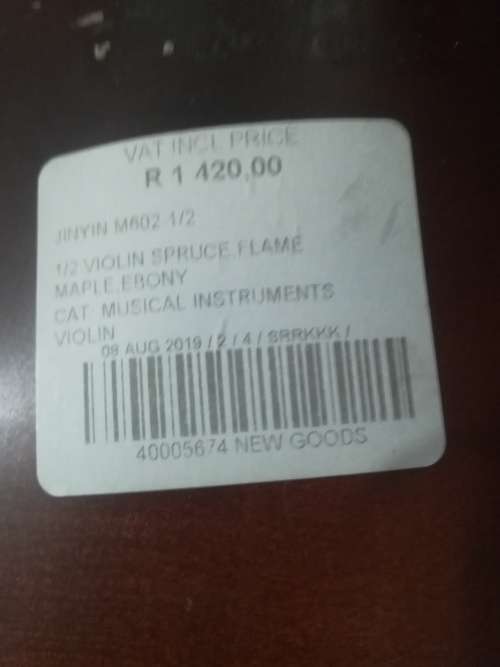 VAT INCL PRICE
R 1 420,00
JINYIN M602 1/2
1/2 VIOLIN SPRUCE,FLAME
MAPLE,EBONY
CAT MUSICAL INSTRUMENTS
VIOLIN
09 AUG 2019 / 2 / 4 / SRRKKK /
40005674 NEW GOODS